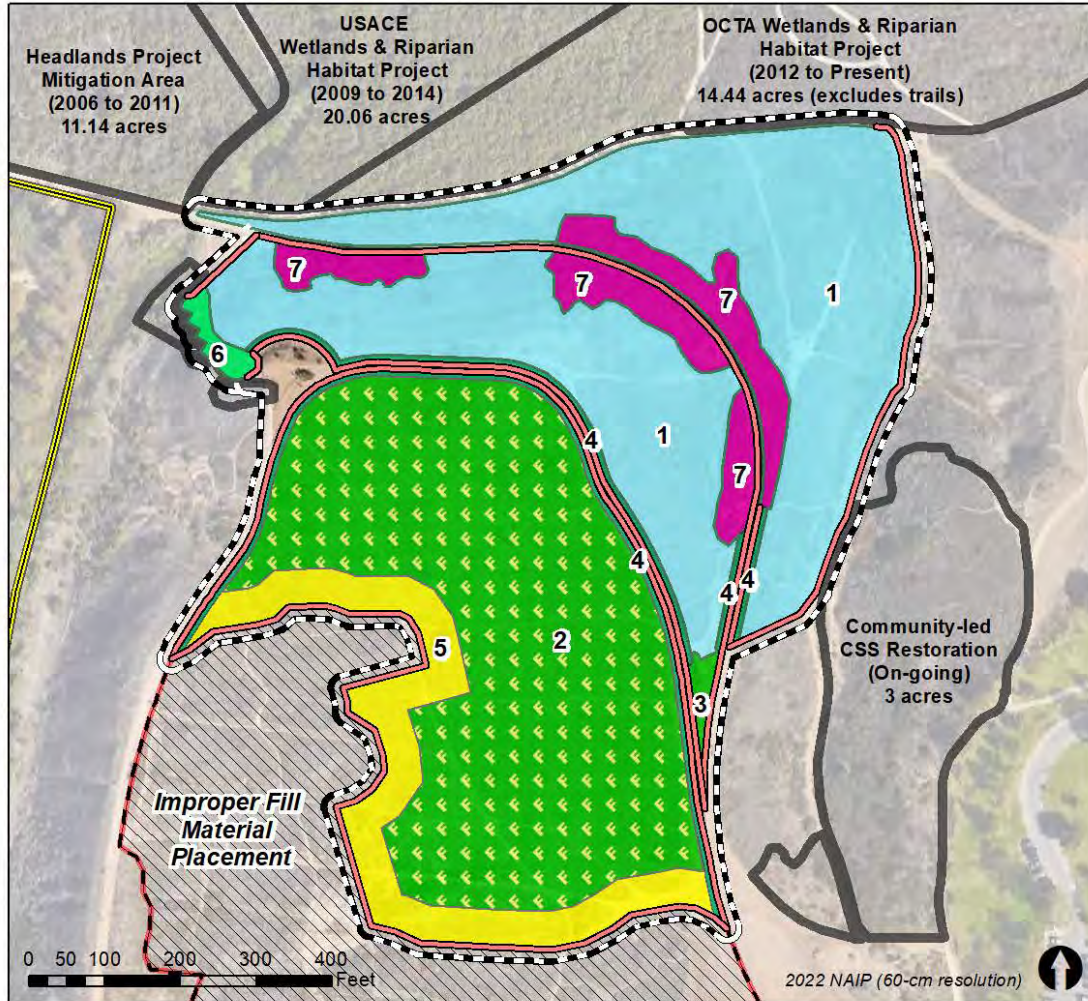 Headlands Project
Mitigation Area
(2006 to 2011)
11.14 acres
USACE
Wetlands & Riparian
Habitat Project
(2009 to 2014)
20.06 acres
OCTA Wetlands & Riparian
Habitat Project
(2012 to Present)
14.44 acres (excludes trails)
7
7
7
1
6
1
4
7
4
4
4
5
2
3
Community-led
CSS Restoration
(On-going)
3 acres
Improper Fill
Material
Placement
0 50 100 200 300 400
Feet
2022 NAIP (60-cm resolution)